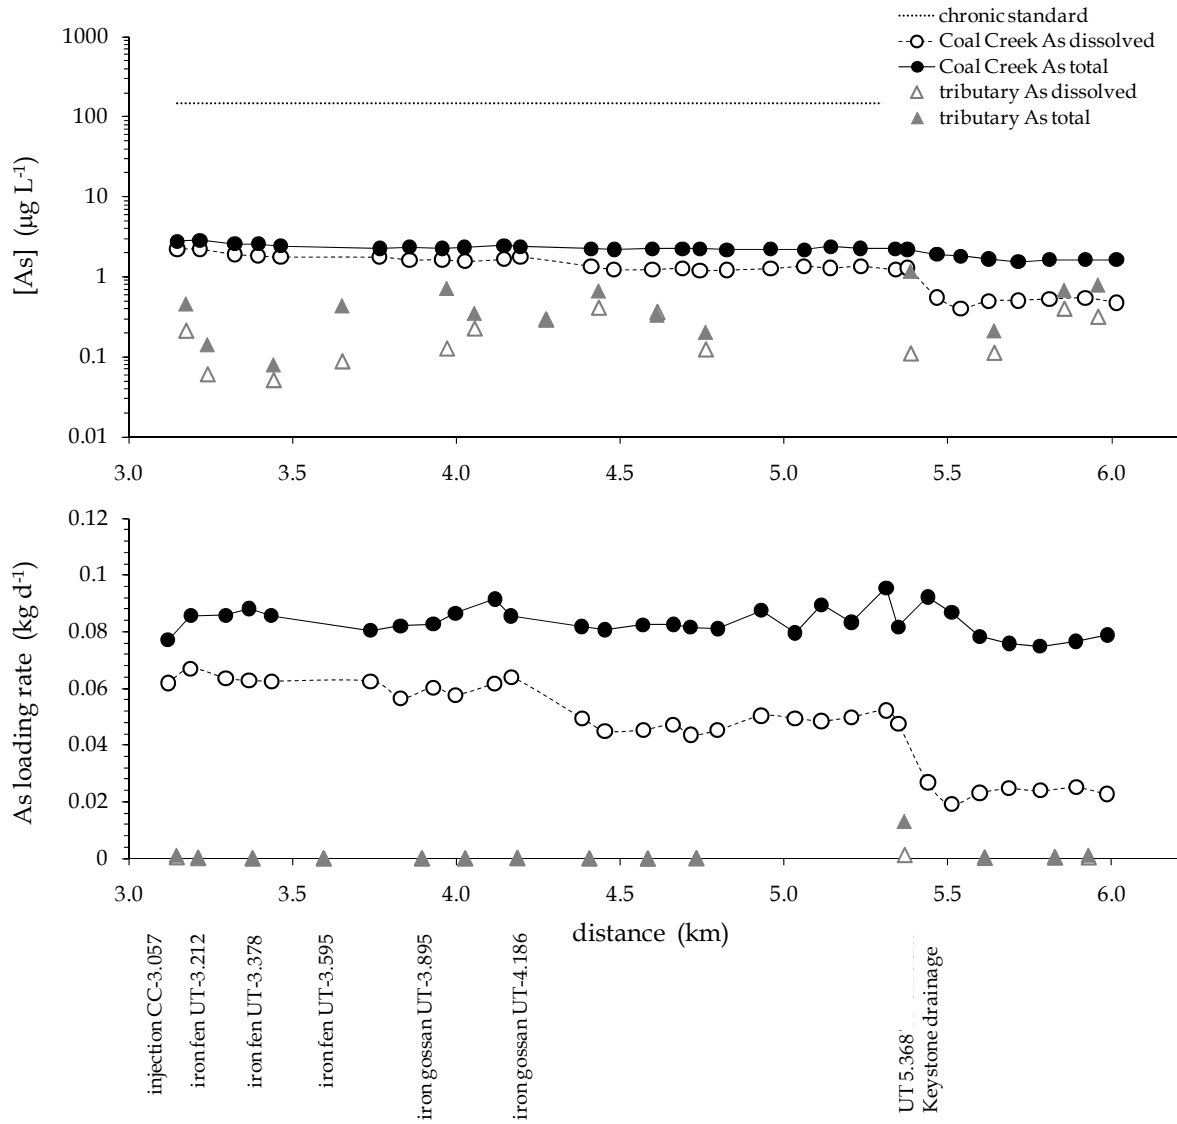 chronic standard
Coal Creek As dissolved
Coal Creek As total
tributary As dissolved
tributary As total
1000
100
10
1
0.1
0.01
[As] (µg L-1)
3.0 3.5 4.0 4.5 5.0 5.5 6.0
0.12
0.1
0.08
0.06
0.04
0.02
0
As loading rate (kg d-1)
3.0 3.5 4.0 4.5 5.0 5.5 6.0
distance (km)
injection CC-3.057
iron fen UT-3.212
iron fen UT-3.378
iron fen UT-3.595
iron gossan UT-3.895
iron gossan UT-4.186
UT 5.368
Keystone drainage